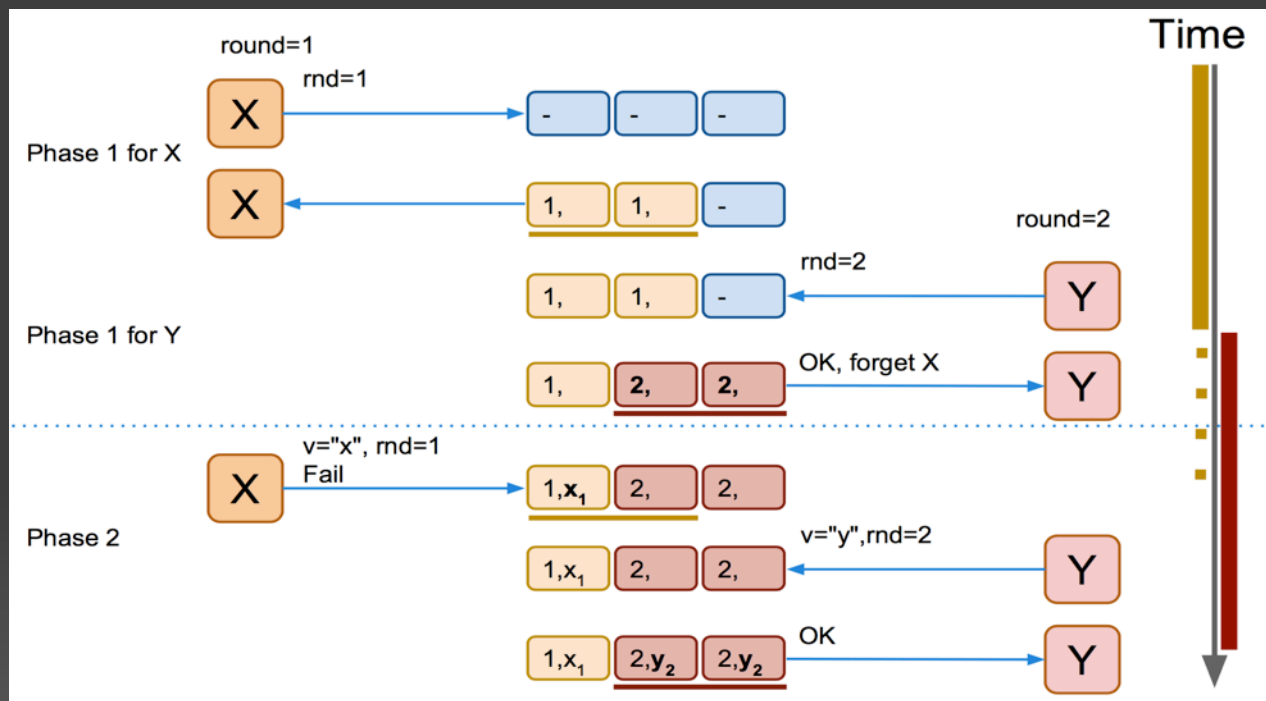 Time
round=1
rnd=1
X
- - -
Phase 1 for X
X
1, 1, -
round=2
rnd=2
1, 1, -
Y
Phase 1 for Y
OK, forget X
1, 2, 2,
Y
v="x", rnd=1
Fail
X
1,x₁ 2, 2,
Phase 2
v="y",rnd=2
1,x₁ 2, 2,
Y
OK
1,x₁ 2,y₂ 2,y₂
Y